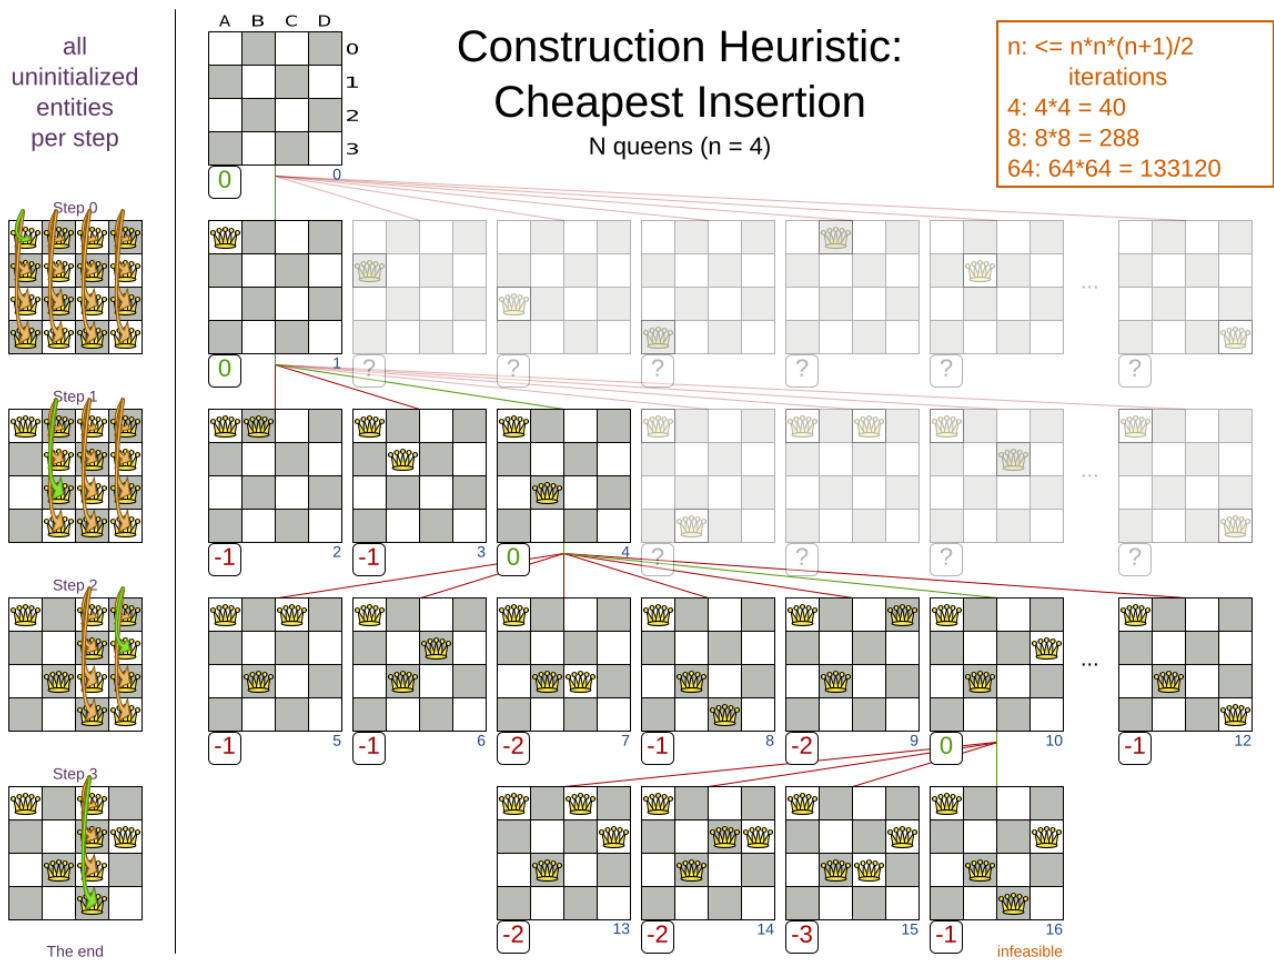 all
uninitialized
entities
per step
A B C D
0
1
2
3
0
0
Construction Heuristic:
Cheapest Insertion
N queens (n = 4)
n: <= n*n*(n+1)/2
iterations
4: 4*4 = 40
8: 8*8 = 288
64: 64*64 = 133120
Step 0
...
0 1 ? ? ? ? ? ?
Step 1
...
-1 2 -1 3 0 4 ? ? ? ?
Step 2
...
-1 5 -1 6 -2 7 -1 8 -2 9 0 10 -1 12
Step 3
-2 13 -2 14 -3 15 -1 16
The end
infeasible